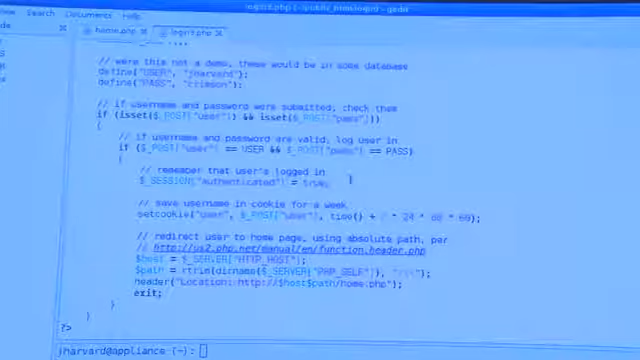 login3.php (~/public_html/login) - gedit
Search Documents Help
home.php login3.php
// were this not a demo, these would be in some database
define("USER", "jharvard");
define("PASS", "crimson");
// if username and password were submitted, check them
if (isset($_POST["user"]) && isset($_POST["pass"]))
{
// if username and password are valid, log user in
if ($_POST["user"] == USER && $_POST["pass"] == PASS)
{
// remember that user's logged in
$_SESSION["authenticated"] = true;
// save username in cookie for a week
setcookie("user", $_POST["user"], time() + 7 * 24 * 60 * 60);
// redirect user to home page, using absolute path, per
// http://us2.php.net/manual/en/function.header.php
$host = $_SERVER["HTTP_HOST"];
$path = rtrim(dirname($_SERVER["PHP_SELF"]), "/\\");
header("Location: http://$host$path/home.php");
exit;
}
}
?>
jharvard@appliance (~):